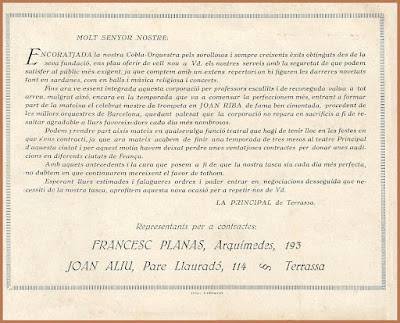 MOLT SENYOR NOSTRE:
ENCORATJADA la nostra Cobla-Orquestra pels sorollosos i sempre creixents èxits obtinguts des de la
seva fundació, ens plau oferir de vell nou a Vd. els nostres serveis amb la seguretat de que podem
satisfer al públic més exigent, ja que comptem amb un extens repertori on hi figuren les darreres novetats
tant en sardanes, com en balls i música religiosa i concerts.
Fins ara ve essent integrada aquesta corporació per professors escullits i de reconeguda valua a tot
arreu, malgrat això, encara en la temporada que va a començar la perfeccionem més, entrant a formar
part de la mateixa el celebrat mestre de trompeta en JOAN RIBA de fama ben cimentada, procedent de
les millors orquestres de Barcelona, quedant palesat que la corporació no repara en sacrificis a fi de re-
sultar agradable a llurs favoreixedors cada dia més nombrosos.
Podem rendre part aixís mateix en qualsevulga funció teatral que hagi de tenir lloc en les festes en
que s'ens contracti, ja que ara mateix acabem de finir una temporada de tres mesos al teatre Principal
d'aquesta ciutat i per aquest motiu havem deixat perdre unes ventatjoses contractes per donar unes audi-
cions en diferents ciutats de França.
Amb aquets antecedents i la cura que posem a fi de que la nostra tasca sia cada dia més perfecta,
no dubtem en que continuarem mereixent el favor de tothom.
Esperant llurs estimades i falagueres ordres i poder entrar en negociacions desseguida que ne-
cessiti de la nostra tasca, aprofitem aquesta nova ocasió per a repetir-nos de Vd.
LA PRINCIPAL de Terrassa.
Representants per a contractes:
FRANCESC PLANAS, Arquímedes, 193
JOAN ALIU, Pare Llauradó, 114 Terrassa